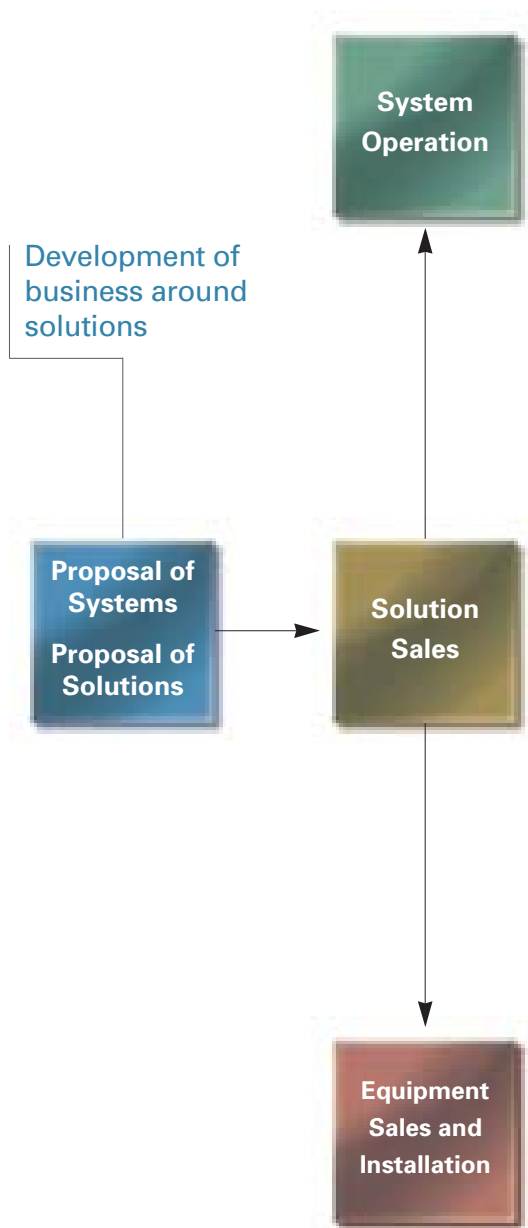 System
Operation
Development of
business around
solutions
Proposal of
Systems
Proposal of
Solutions
Solution
Sales
Equipment
Sales and
Installation